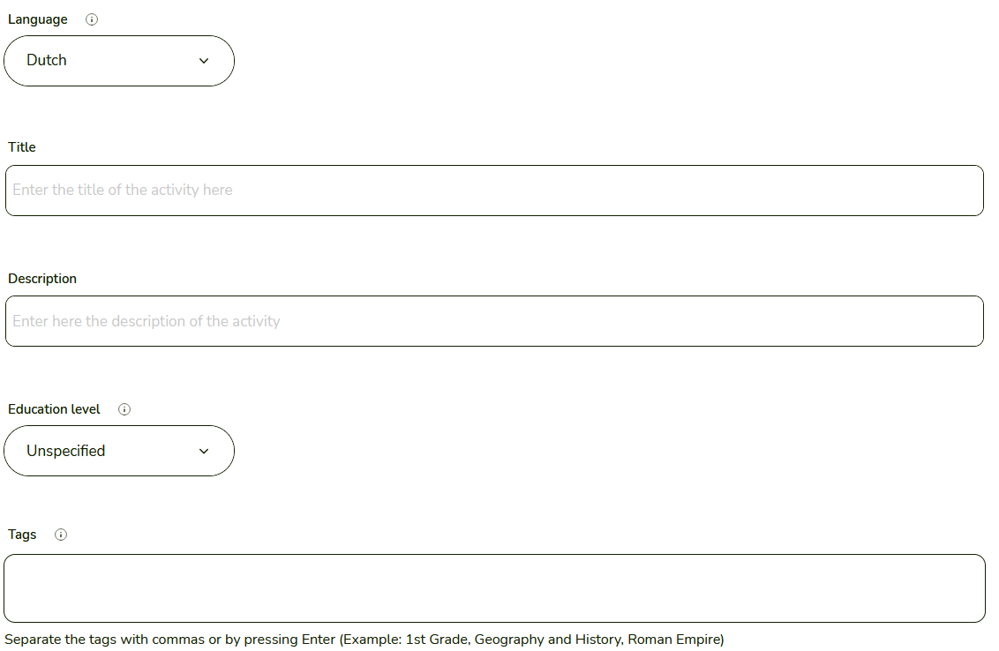 Language
Dutch
Title
Enter the title of the activity here
Description
Enter here the description of the activity
Education level
Unspecified
Tags
Separate the tags with commas or by pressing Enter (Example: 1st Grade, Geography and History, Roman Empire)